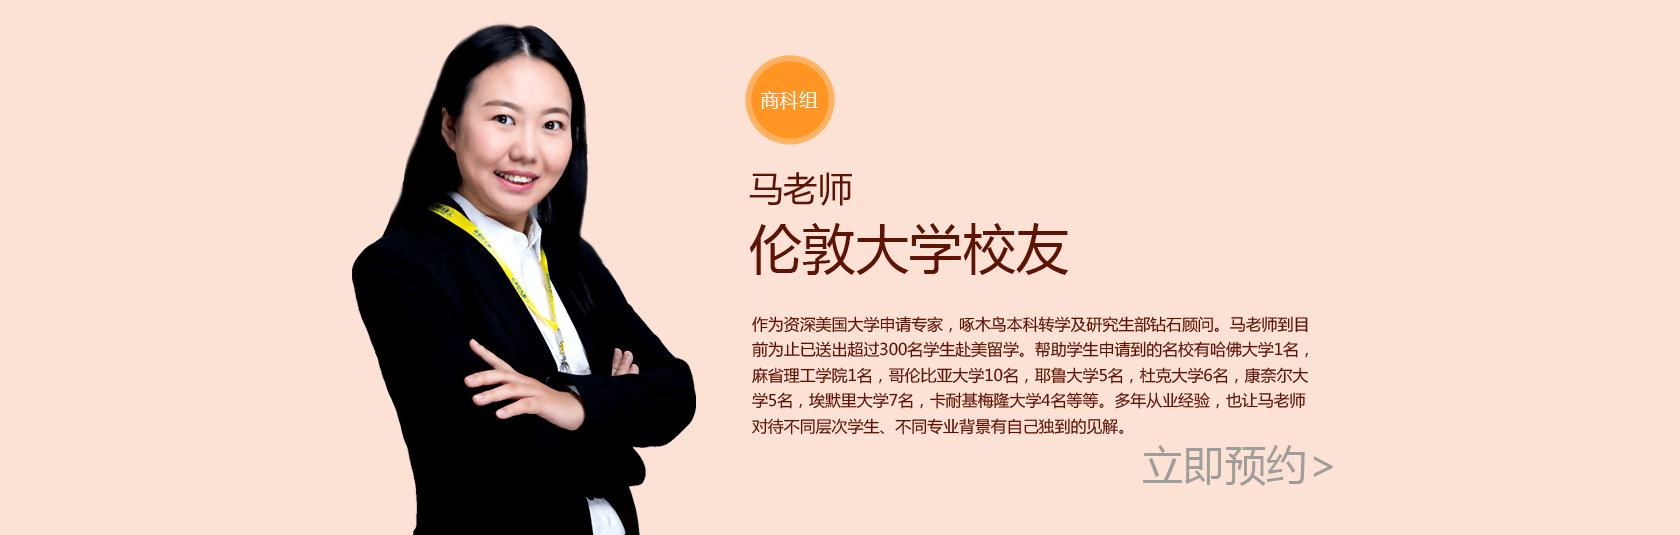 商科组
马老师
伦敦大学校友
作为资深美国大学申请专家，啄木鸟本科转学及研究生部钻石顾问。马老师到目
前为止已送出超过300名学生赴美留学。帮助学生申请到的名校有哈佛大学1名，
麻省理工学院1名，哥伦比亚大学10名，耶鲁大学5名，杜克大学6名，康奈尔大
学5名，埃默里大学7名，卡耐基梅隆大学4名等等。多年从业经验，也让马老师
对待不同层次学生、不同专业背景有自己独到的见解。
立即预约>